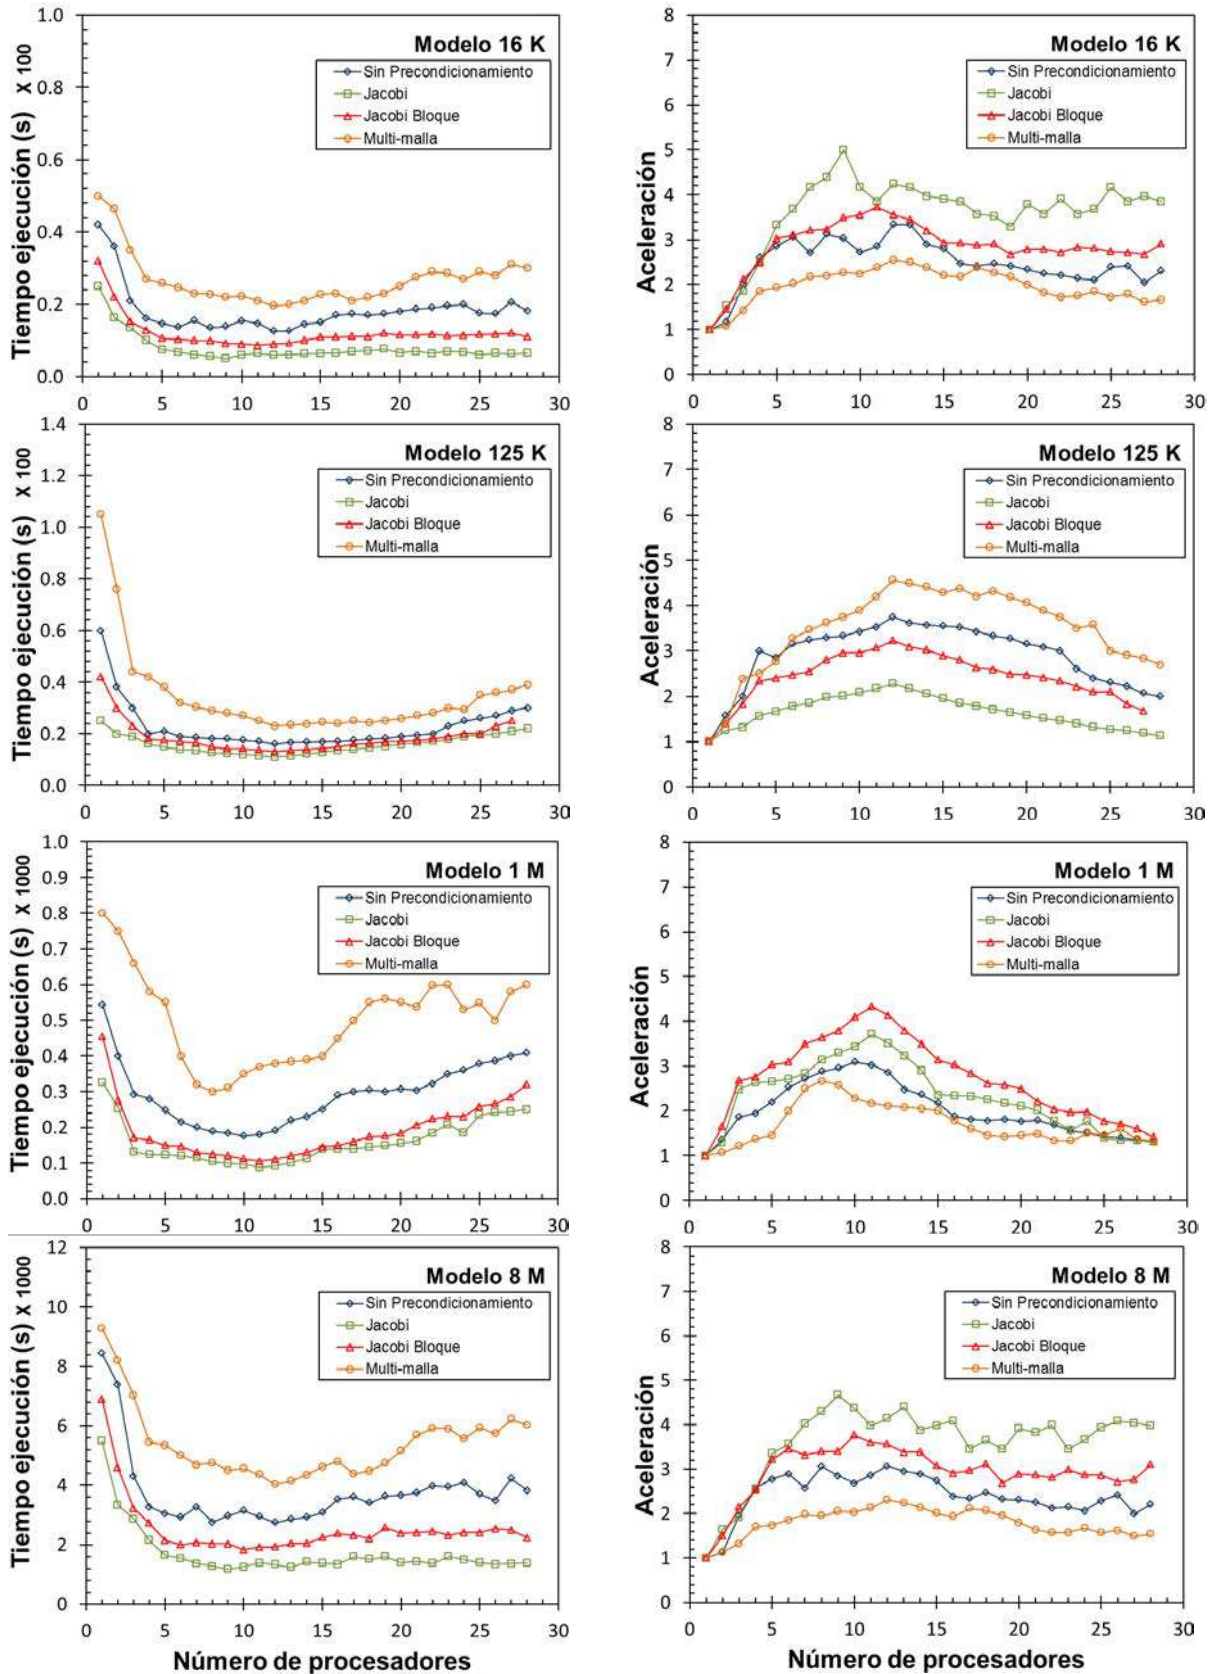 Modelo 16 K
Sin Precondicionamiento
Jacobi
Jacobi Bloque
Multi-malla
Tiempo ejecución (s) X 100
1.0
0.8
0.6
0.4
0.2
0.0
0 5 10 15 20 25 30
Modelo 16 K
Sin Precondicionamiento
Jacobi
Jacobi Bloque
Multi-malla
Aceleración
8
7
6
5
4
3
2
1
0
0 5 10 15 20 25 30
Modelo 125 K
Sin Precondicionamiento
Jacobi
Jacobi Bloque
Multi-malla
Tiempo ejecución (s) X 100
1.4
1.2
1.0
0.8
0.6
0.4
0.2
0.0
0 5 10 15 20 25 30
Modelo 125 K
Sin Precondicionamiento
Jacobi
Jacobi Bloque
Multi-malla
Aceleración
8
7
6
5
4
3
2
1
0
0 5 10 15 20 25 30
Modelo 1 M
Sin Precondicionamiento
Jacobi
Jacobi Bloque
Multi-malla
Tiempo ejecución (s) X 1000
1.0
0.9
0.8
0.7
0.6
0.5
0.4
0.3
0.2
0.1
0.0
0 5 10 15 20 25 30
Modelo 1 M
Sin Precondicionamiento
Jacobi
Jacobi Bloque
Multi-malla
Aceleración
8
7
6
5
4
3
2
1
0
0 5 10 15 20 25 30
Modelo 8 M
Sin Precondicionamiento
Jacobi
Jacobi Bloque
Multi-malla
Tiempo ejecución (s) X 1000
12
10
8
6
4
2
0
0 5 10 15 20 25 30
Número de procesadores
Modelo 8 M
Sin Precondicionamiento
Jacobi
Jacobi Bloque
Multi-malla
Aceleración
8
7
6
5
4
3
2
1
0
0 5 10 15 20 25 30
Número de procesadores